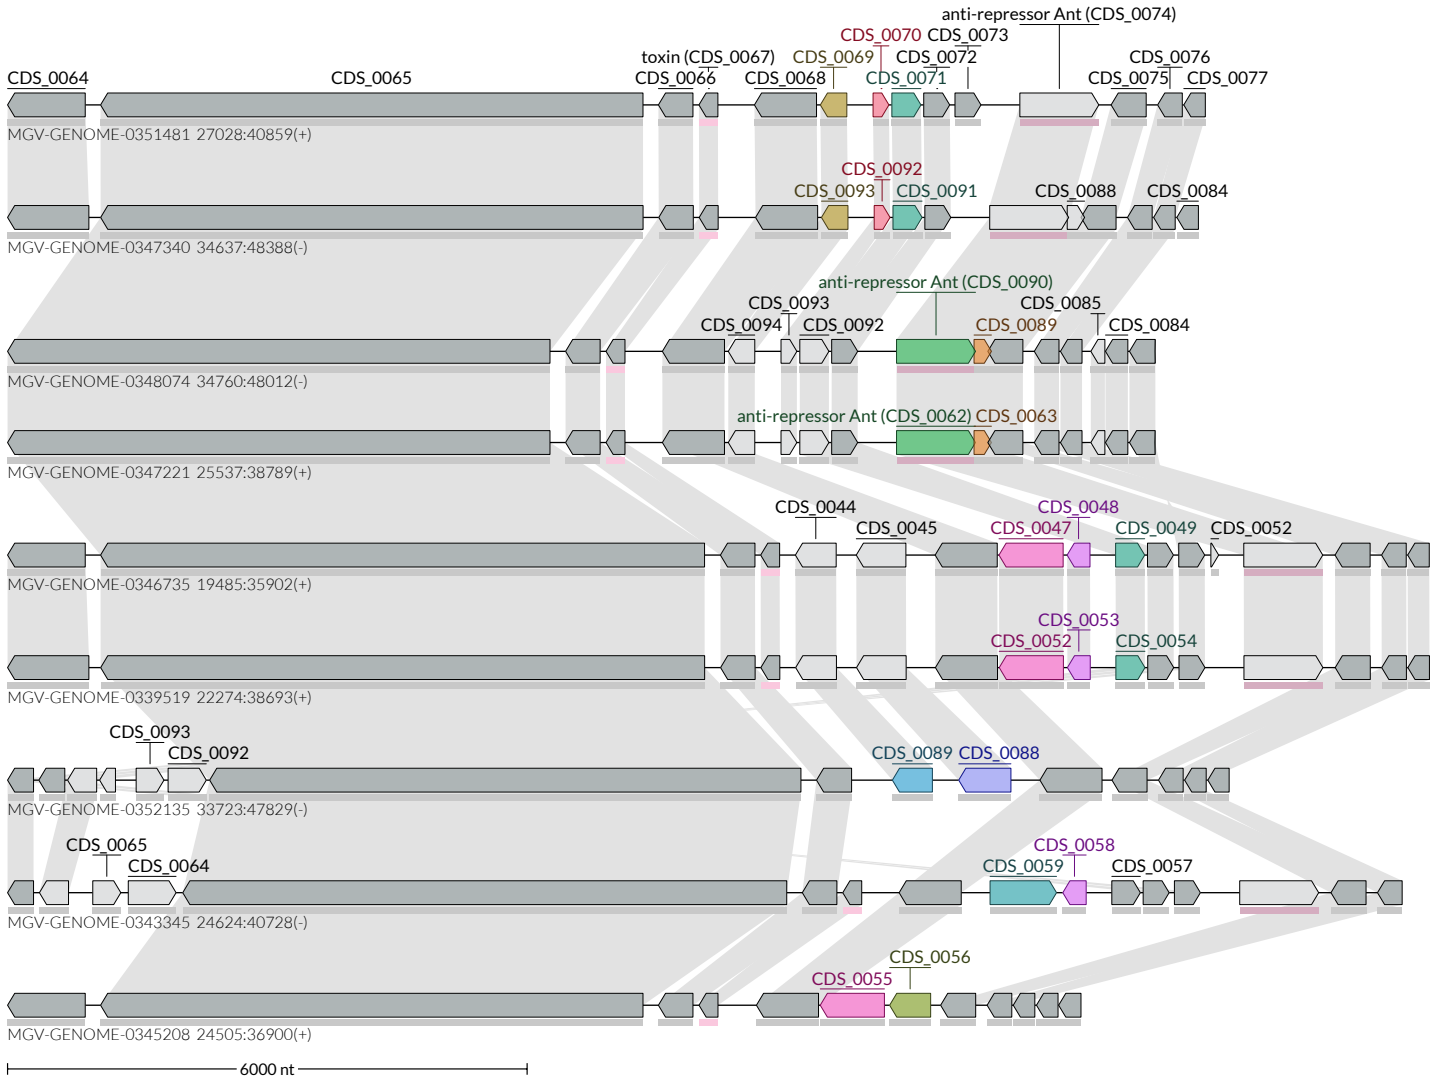 anti-repressor Ant (CDS_0074)
CDS_0070 CDS_0073
toxin (CDS_0067) CDS_0069 CDS_0072 CDS_0076
CDS_0064 CDS_0065 CDS_0066 CDS_0068 CDS_0071 CDS_0075 CDS_0077
MGV-GENOME-0351481 27028:40859(+)
CDS_0092
CDS_0093 CDS_0091 CDS_0088 CDS_0084
MGV-GENOME-0347340 34637:48388(-)
anti-repressor Ant (CDS_0090)
CDS_0093 CDS_0085
CDS_0094 CDS_0092 CDS_0089 CDS_0084
MGV-GENOME-0348074 34760:48012(-)
anti-repressor Ant (CDS_0062) CDS_0063
MGV-GENOME-0347221 25537:38789(+)
CDS_0044 CDS_0048
CDS_0045 CDS_0047 CDS_0049 CDS_0052
MGV-GENOME-0346735 19485:35902(+)
CDS_0053
CDS_0052 CDS_0054
MGV-GENOME-0339519 22274:38693(+)
CDS_0093
CDS_0092 CDS_0089 CDS_0088
MGV-GENOME-0352135 33723:47829(-)
CDS_0065 CDS_0058
CDS_0064 CDS_0059 CDS_0057
MGV-GENOME-0343345 24624:40728(-)
CDS_0056
CDS_0055
MGV-GENOME-0345208 24505:36900(+)
6000 nt